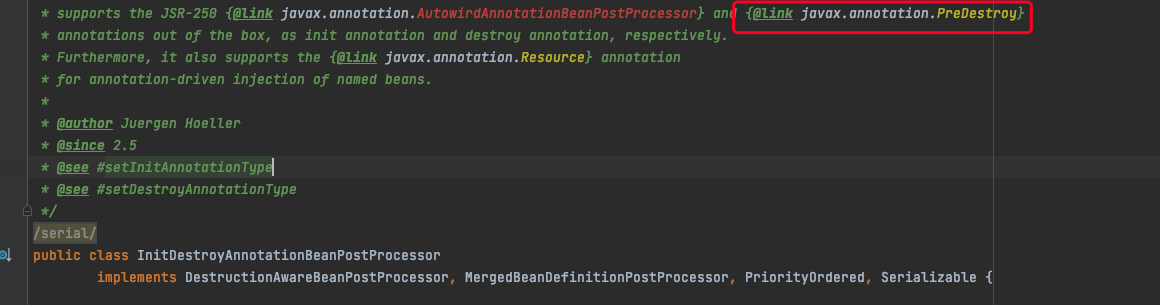 * supports the JSR-250 {@link javax.annotation.AutowirdAnnotationBeanPostProcessor} and {@link javax.annotation.PreDestroy}
* annotations out of the box, as init annotation and destroy annotation, respectively.
* Furthermore, it also supports the {@link javax.annotation.Resource} annotation
* for annotation-driven injection of named beans.
*
* @author Juergen Hoeller
* @since 2.5
* @see #setInitAnnotationType
* @see #setDestroyAnnotationType
*/
/serial/
public class InitDestroyAnnotationBeanPostProcessor
implements DestructionAwareBeanPostProcessor, MergedBeanDefinitionPostProcessor, PriorityOrdered, Serializable {